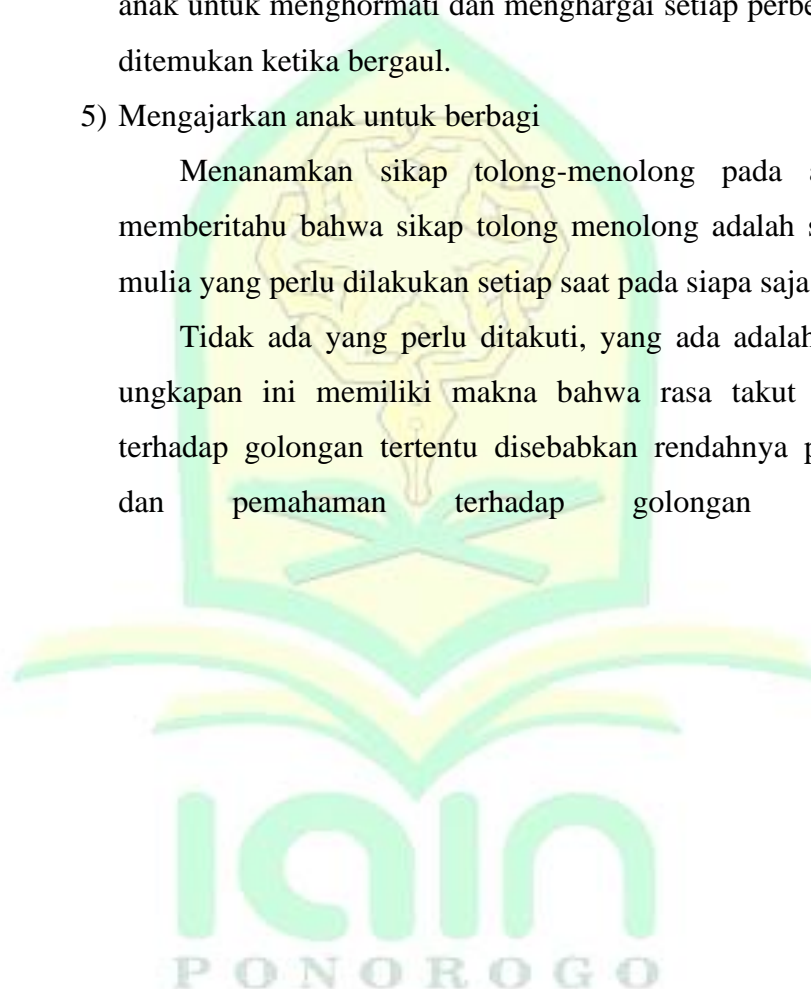 anak untuk menghormati dan menghargai setiap
ditemukan ketika bergaul.
5) Mengajarkan anak untuk berbagi
Menanamkan sikap tolong-menolong pada
memberitahu bahwa sikap tolong menolong adalah
mulia yang perlu dilakukan setiap saat pada siapa saja
Tidak ada yang perlu ditakuti, yang ada adalah
ungkapan ini memiliki makna bahwa rasa takut
terhadap golongan tertentu disebabkan rendahnya
dan pemahaman terhadap golongan
iain
PONOROGO